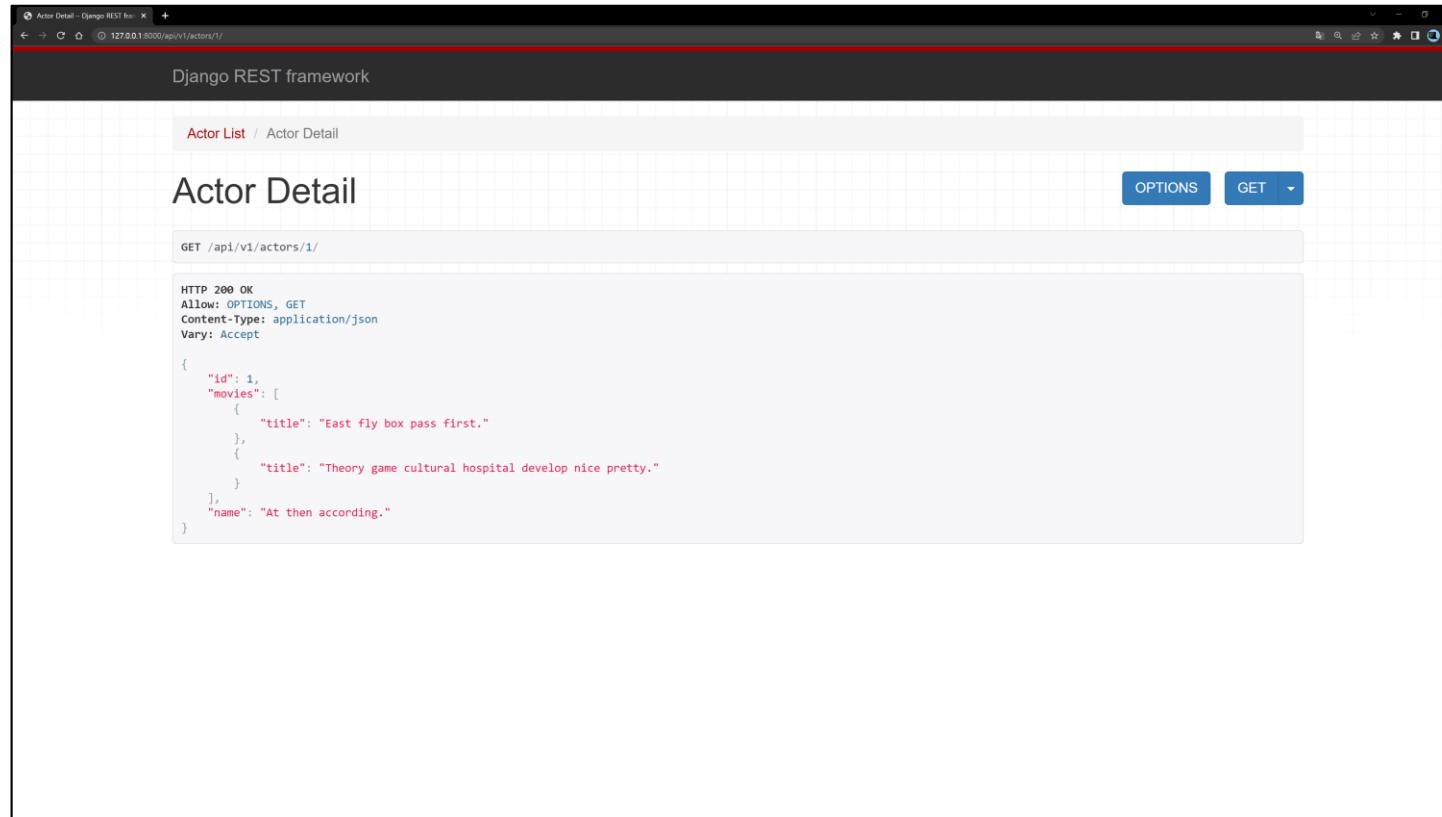 Actor Detail – Django REST fran
127.0.0.1:8000/api/v1/actors/1/
Django REST framework
Actor List / Actor Detail
Actor Detail
OPTIONS GET
GET /api/v1/actors/1/
HTTP 200 OK
Allow: OPTIONS, GET
Content-Type: application/json
Vary: Accept
{
    "id": 1,
    "movies": [
        {
            "title": "East fly box pass first."
        },
        {
            "title": "Theory game cultural hospital develop nice pretty."
        }
    ],
    "name": "At then according."
}